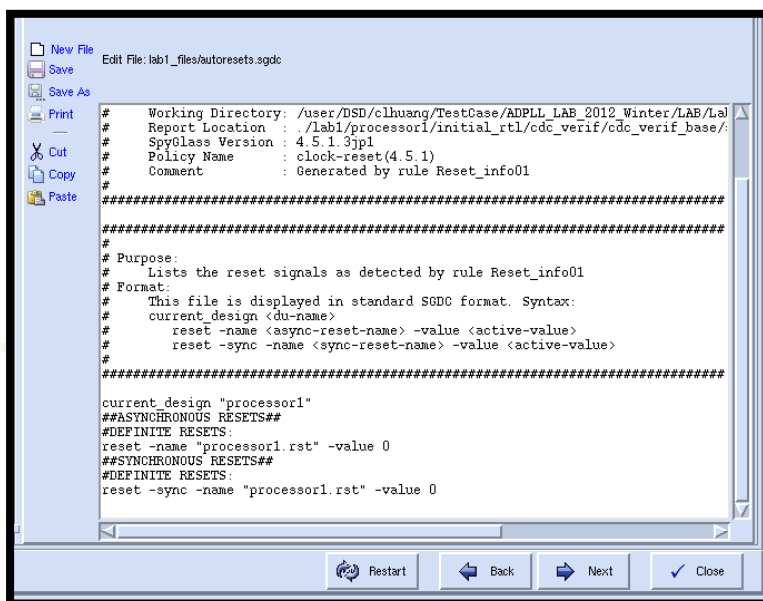 New File
Save
Save As
Print
Cut
Copy
Paste
Edit File: lab1_files/autoresets.sgdc
# Working Directory: /user/DSD/clhuang/TestCase/ADPLL_LAB_2012_Winter/LAB/La
# Report Location : ./lab1/processor1/initial_rtl/cdc_verif/cdc_verif_base/
# SpyGlass Version : 4.5.1.3jp1
# Policy Name : clock-reset(4.5.1)
# Comment : Generated by rule Reset_info01
#
##############################################################################
##############################################################################
#
# Purpose:
# Lists the reset signals as detected by rule Reset_info01
# Format:
# This file is displayed in standard SGDC format. Syntax:
# current_design <du-name>
# reset -name <async-reset-name> -value <active-value>
# reset -sync -name <sync-reset-name> -value <active-value>
#
##############################################################################
current_design "processor1"
##ASYNCHRONOUS RESETS##
#DEFINITE RESETS:
reset -name "processor1.rst" -value 0
##SYNCHRONOUS RESETS##
#DEFINITE RESETS:
reset -sync -name "processor1.rst" -value 0
Restart
Back
Next
Close